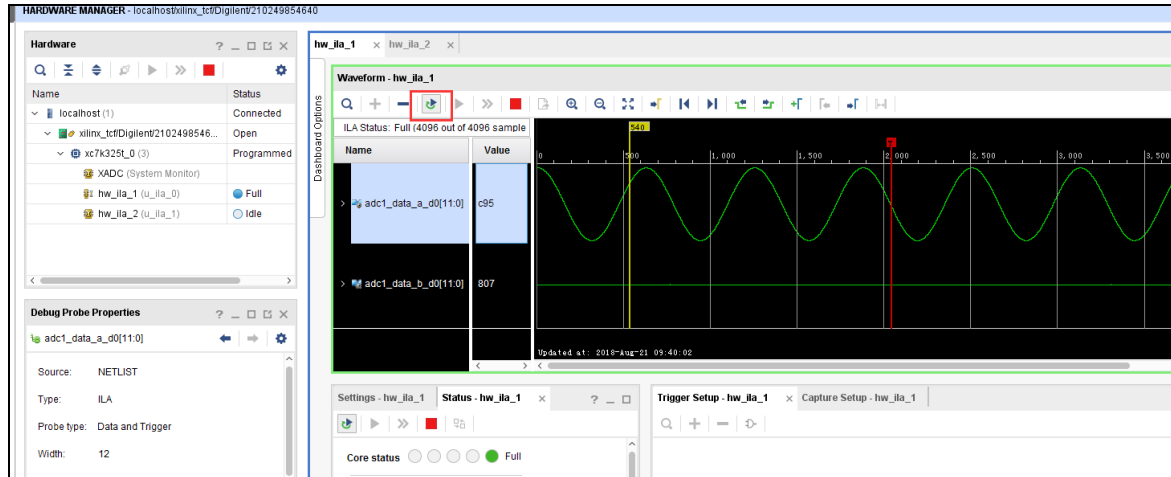 HARDWARE MANAGER - localhost/xilinx_tcf/Digilent/210249854640
Hardware
Name Status
localhost (1) Connected
xilinx_tcf/Digilent/2102498546... Open
xc7k325t_0 (3) Programmed
XADC (System Monitor)
hw_ila_1 (u_ila_0) Full
hw_ila_2 (u_ila_1) Idle
Debug Probe Properties
adc1_data_a_d0[11:0]
Source: NETLIST
Type: ILA
Probe type: Data and Trigger
Width: 12
hw_ila_1 hw_ila_2
Dashboard Options
Waveform - hw_ila_1
ILA Status: Full (4096 out of 4096 sample
Name Value
540
T
0 500 1,000 1,500 2,000 2,500 3,000 3,500
adc1_data_a_d0[11:0] c95
adc1_data_b_d0[11:0] 807
Updated at: 2018-Aug-21 09:40:02
Settings - hw_ila_1 Status - hw_ila_1
Core status Full
Trigger Setup - hw_ila_1 Capture Setup - hw_ila_1